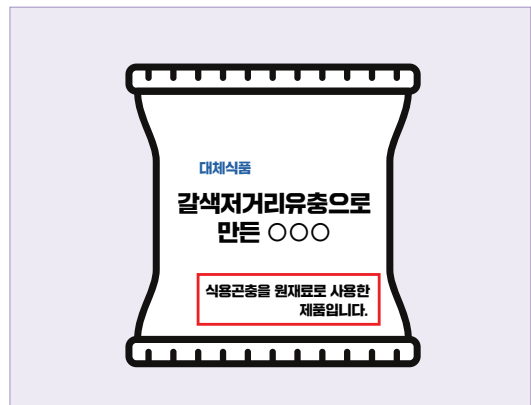 대체식품
갈색저거리유충으로
만든 ○○○
식용곤충을 원재료로 사용한
제품입니다.